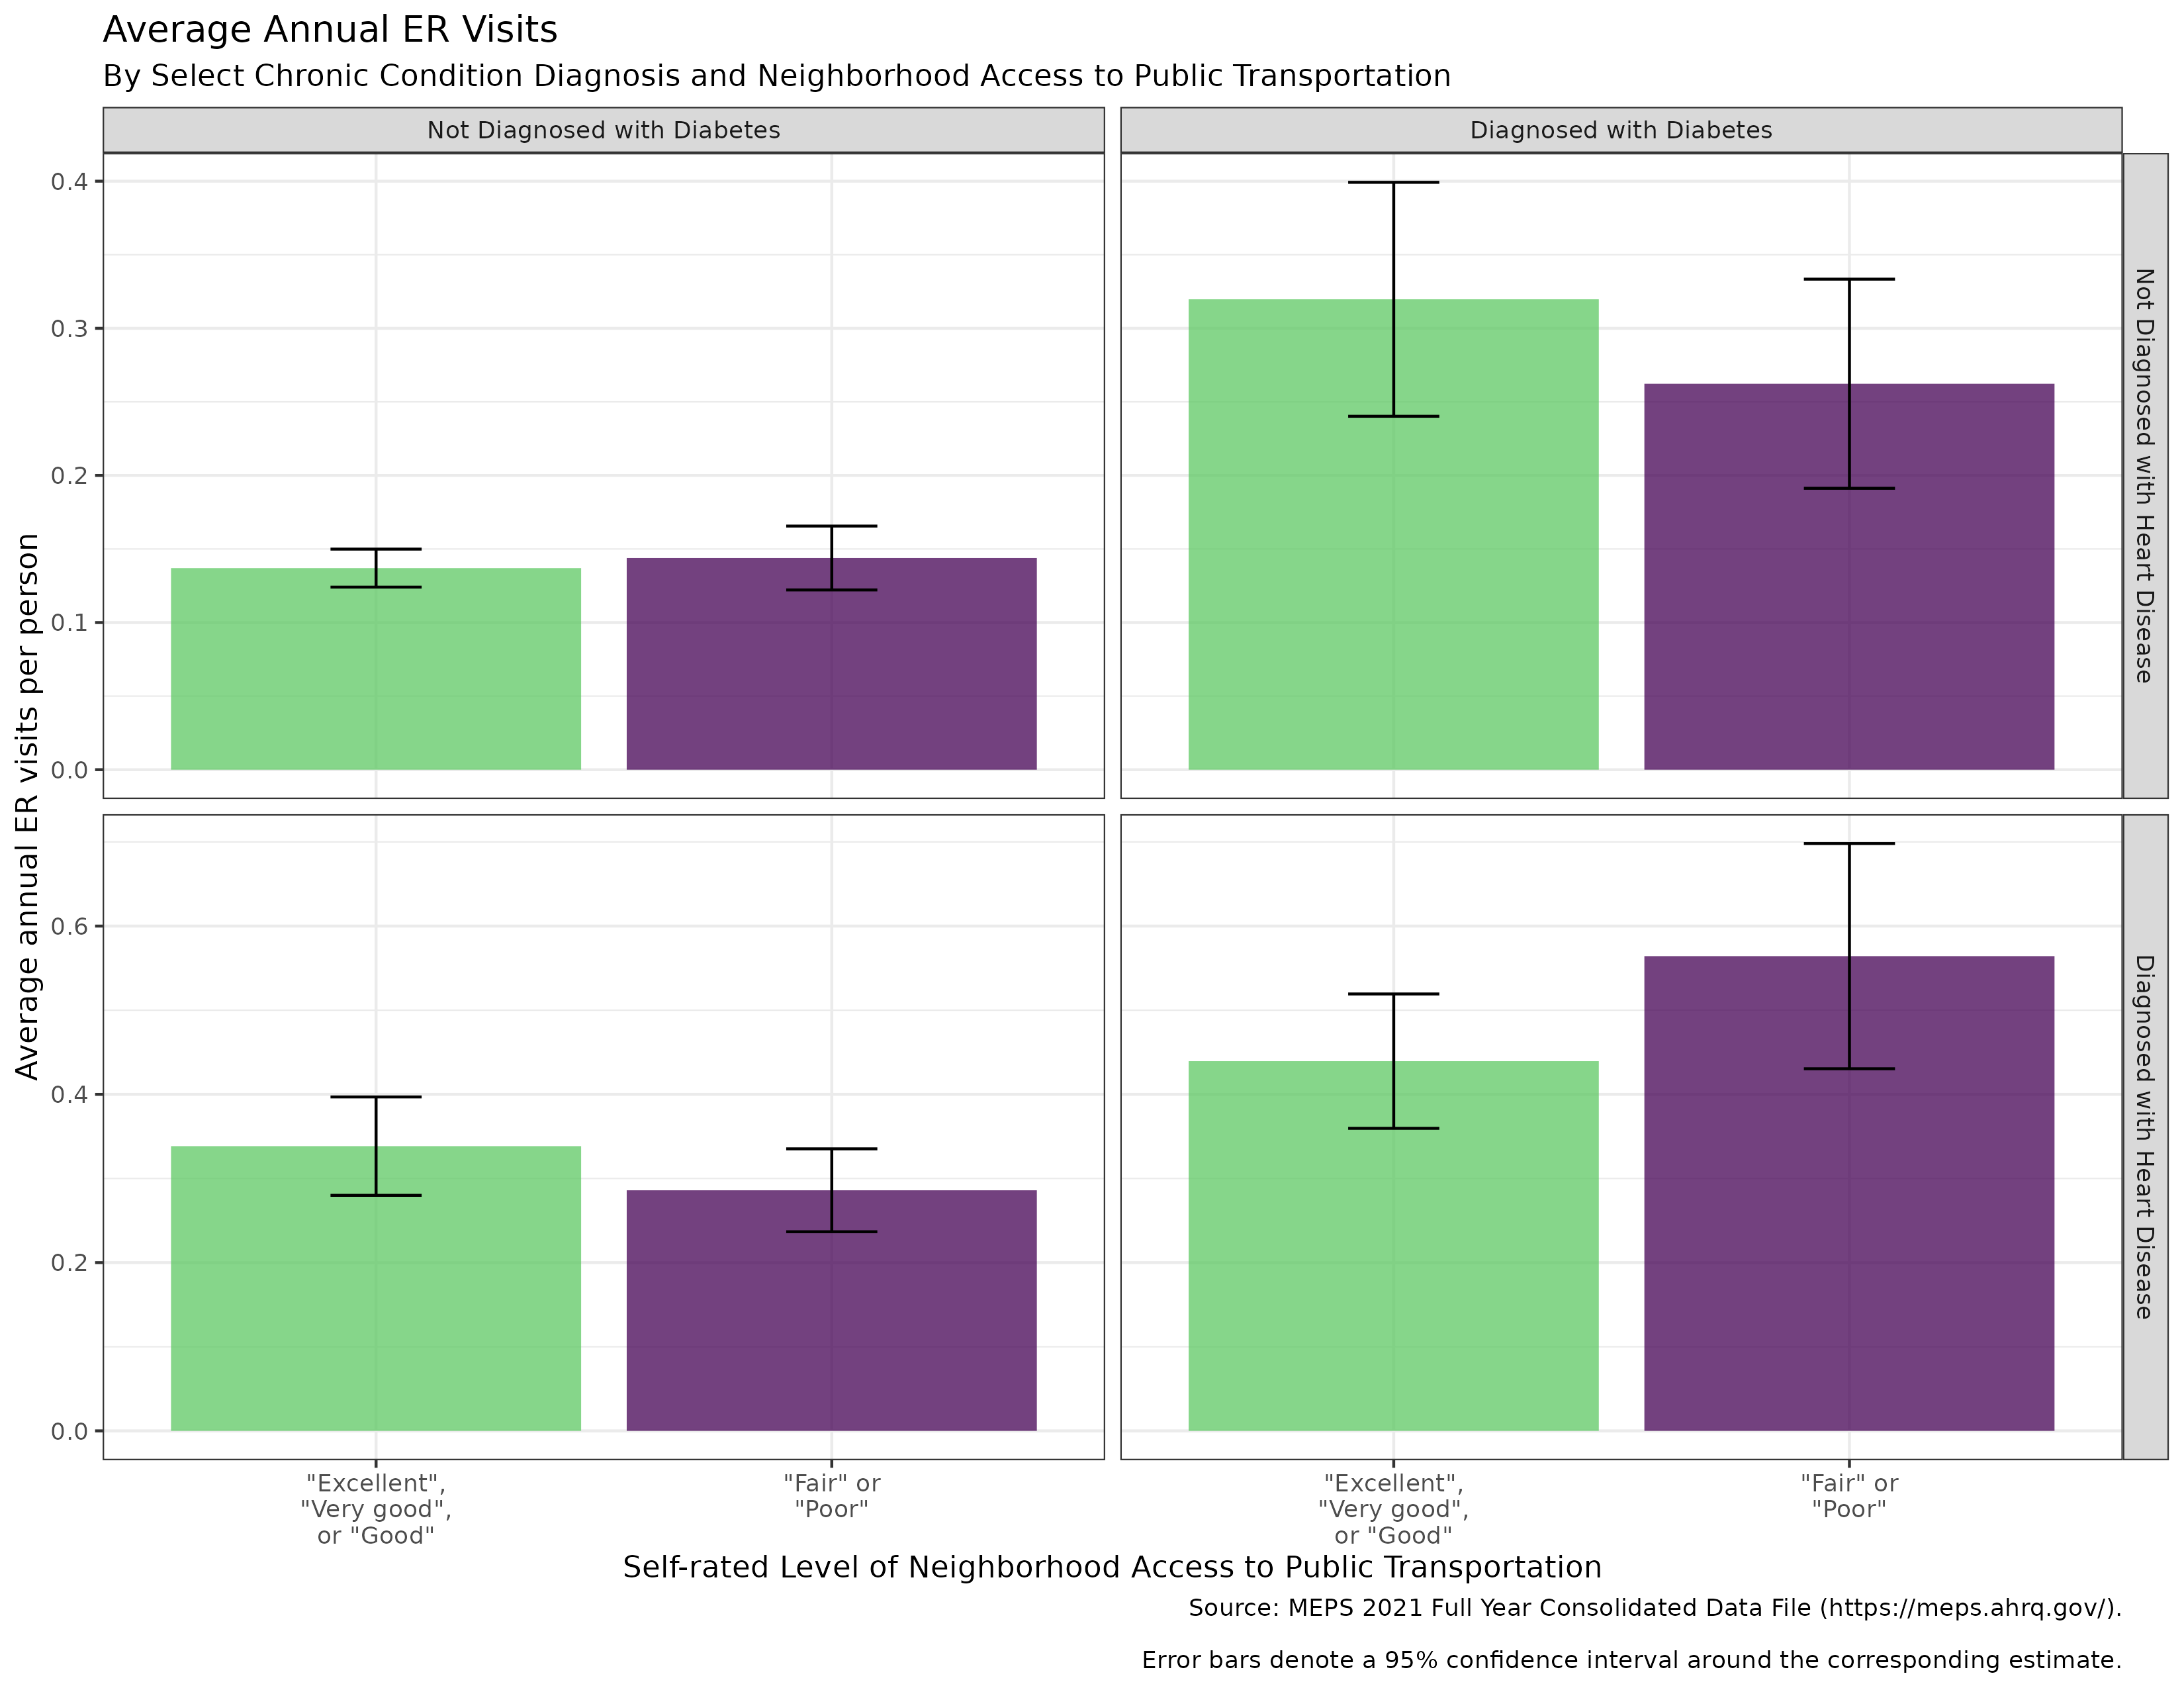 Average Annual ER Visits
By Select Chronic Condition Diagnosis and Neighborhood Access to Public Transportation
Not Diagnosed with Diabetes
Diagnosed with Diabetes
Average annual ER visits per person
0.4
0.3
0.2
0.1
0.0
Not Diagnosed with Heart Disease
0.6
0.4
0.2
0.0
Diagnosed with Heart Disease
"Excellent",
"Very good",
or "Good"
"Fair" or
"Poor"
"Excellent",
"Very good",
or "Good"
"Fair" or
"Poor"
Self-rated Level of Neighborhood Access to Public Transportation
Source: MEPS 2021 Full Year Consolidated Data File (https://meps.ahrq.gov/).
Error bars denote a 95% confidence interval around the corresponding estimate.